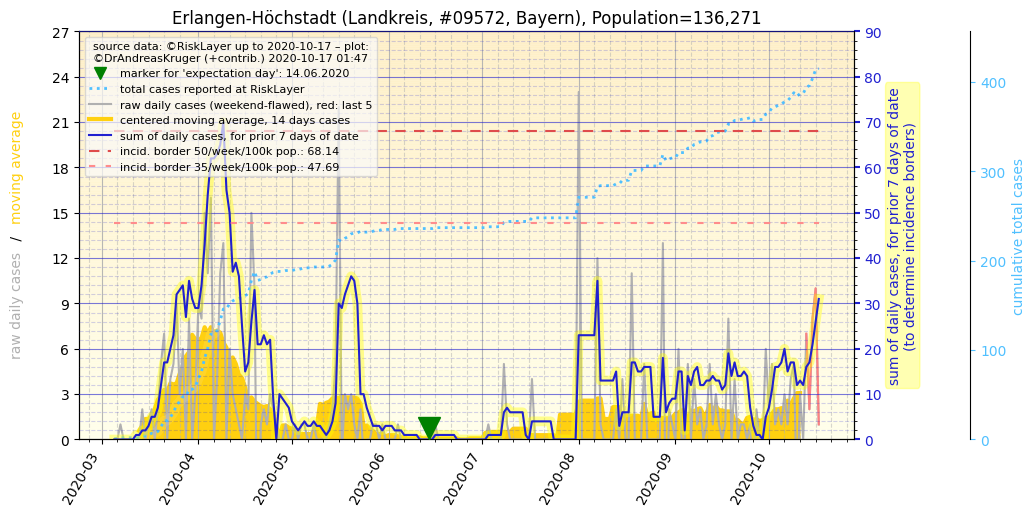 Erlangen-Höchstadt (Landkreis, #09572, Bayern), Population=136,271
source data: ©RiskLayer up to 2020-10-17 – plot:
©DrAndreasKruger (+contrib.) 2020-10-17 01:47
marker for 'expectation day': 14.06.2020
total cases reported at RiskLayer
raw daily cases (weekend-flawed), red: last 5
centered moving average, 14 days cases
sum of daily cases, for prior 7 days of date
incid. border 50/week/100k pop.: 68.14
incid. border 35/week/100k pop.: 47.69
raw daily cases / moving average
27
24
21
18
15
12
9
6
3
0
2020-03
2020-04
2020-05
2020-06
2020-07
2020-08
2020-09
2020-10
90
80
70
60
50
40
30
20
10
0
sum of daily cases, for prior 7 days of date
(to determine incidence borders)
400
300
200
100
0
cumulative total cases